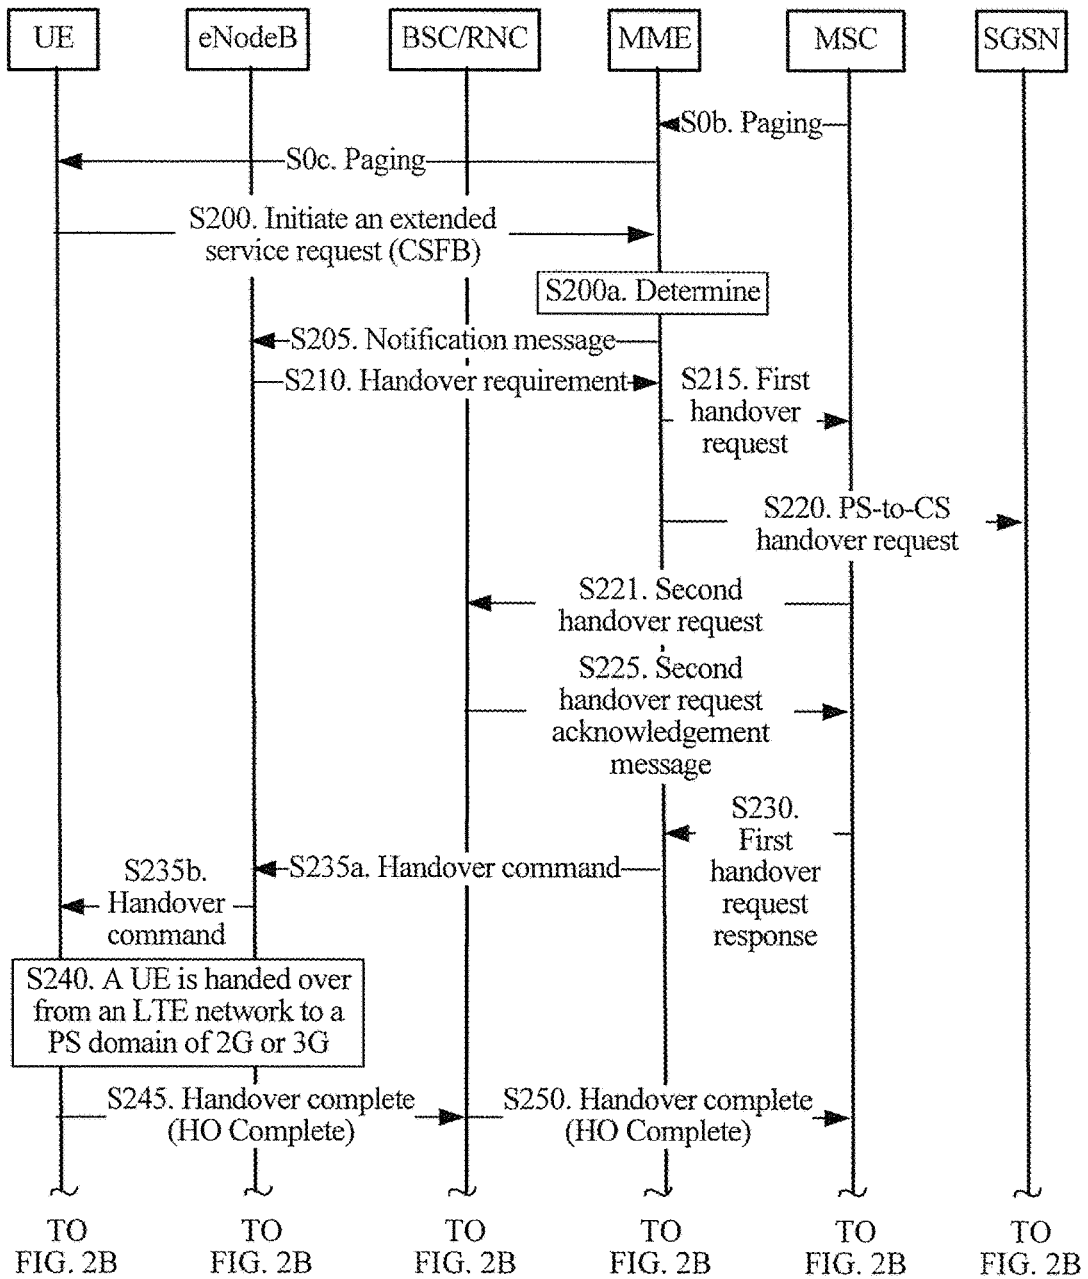 UE
eNodeB
BSC/RNC
MME
MSC
SGSN
S0b. Paging
S0c. Paging
S200. Initiate an extended
service request (CSFB)
S200a. Determine
S205. Notification message
S210. Handover requirement
S215. First
handover
request
S220. PS-to-CS
handover request
S221. Second
handover request
S225. Second
handover request
acknowledgement
message
S230.
First
handover
request
response
S235a. Handover command
S235b.
Handover
command
S240. A UE is handed over
from an LTE network to a
PS domain of 2G or 3G
S245. Handover complete
(HO Complete)
S250. Handover complete
(HO Complete)
TO
FIG. 2B
TO
FIG. 2B
TO
FIG. 2B
TO
FIG. 2B
TO
FIG. 2B
TO
FIG. 2B